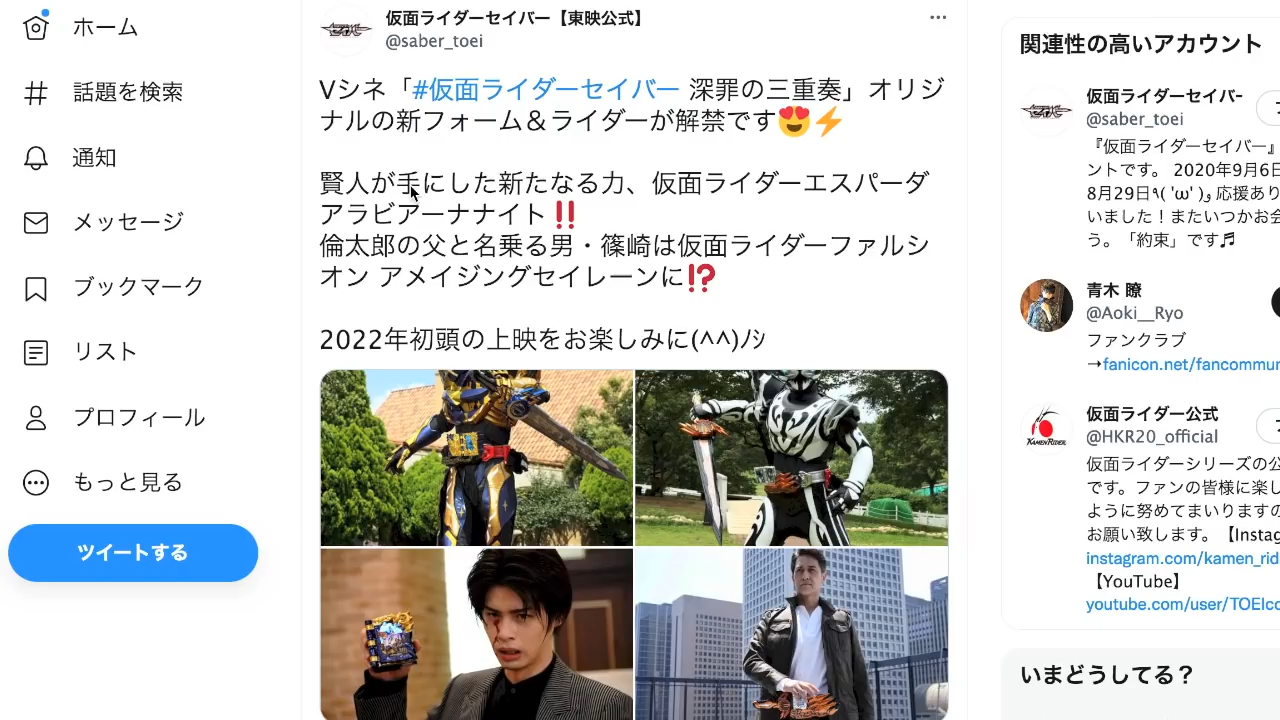 ホーム
話題を検索
通知
メッセージ
ブックマーク
リスト
プロフィール
もっと見る
ツイートする
仮面ライダーセイバー【東映公式】
@saber_toei
Vシネ「#仮面ライダーセイバー 深罪の三重奏」オリジ
ナルの新フォーム＆ライダーが解禁です😍⚡
賢人が手にした新たなる力、仮面ライダーエスパーダ
アラビアーナナイト‼
倫太郎の父と名乗る男・篠崎は仮面ライダーファルシ
オン アメイジングセイレーンに⁉
2022年初頭の上映をお楽しみに(^^)ﾉｼ
関連性の高いアカウント
仮面ライダーセイバー
@saber_toei
『仮面ライダーセイバー』
ントです。 2020年9月6日
8月29日٩( 'ω' )و 応援あり
いました！またいつかお会
う。「約束」です♬
青木 瞭
@Aoki__Ryo
ファンクラブ
→fanicon.net/fancommun
仮面ライダー公式
@HKR20_official
KAMEN RIDER
仮面ライダーシリーズの公
です。ファンの皆様に楽し
ように努めてまいりますの
お願い致します。【Instag
instagram.com/kamen_rid
【YouTube】
youtube.com/user/TOEIco
いまどうしてる？